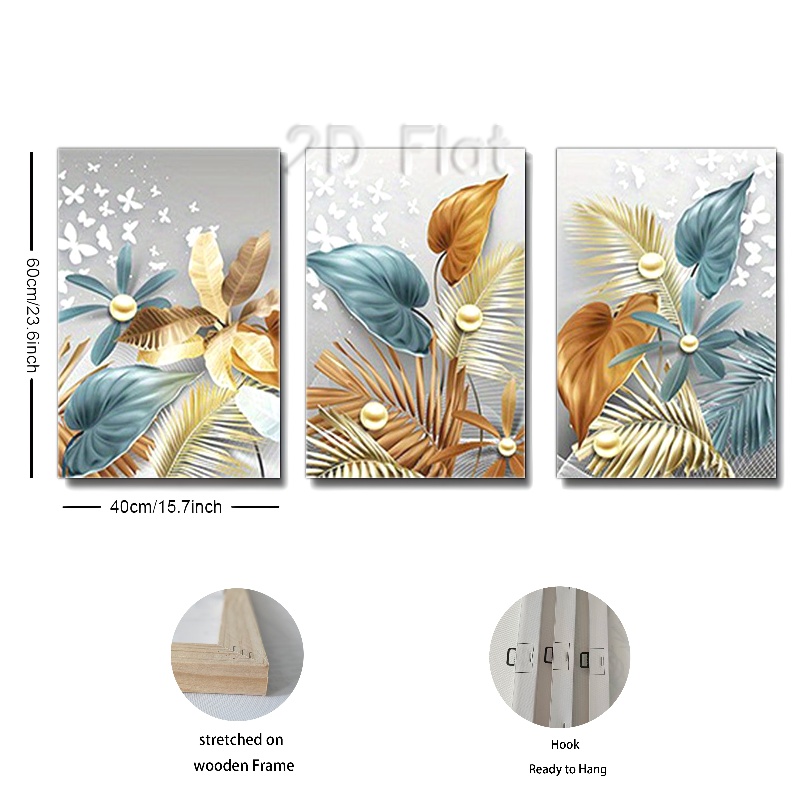 2D Flat
60cm/23.6inch
40cm/15.7inch
stretched on
wooden Frame
Hook
Ready to Hang